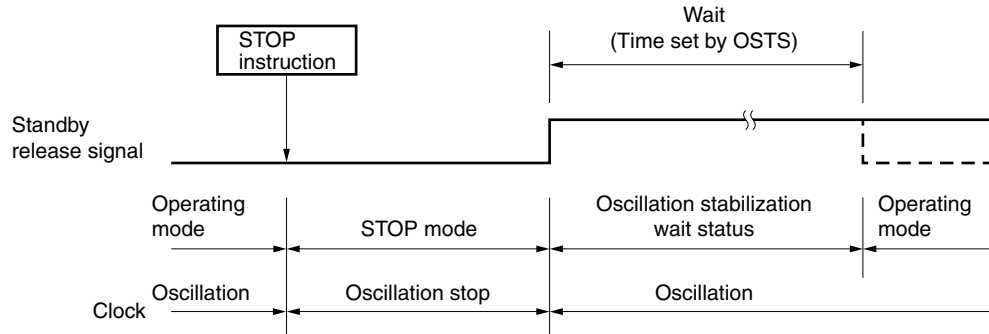 Wait
(Time set by OSTS)
STOP
instruction
Standby
release signal
Operating
mode
STOP mode
Oscillation stabilization
wait status
Operating
mode
Clock
Oscillation
Oscillation stop
Oscillation